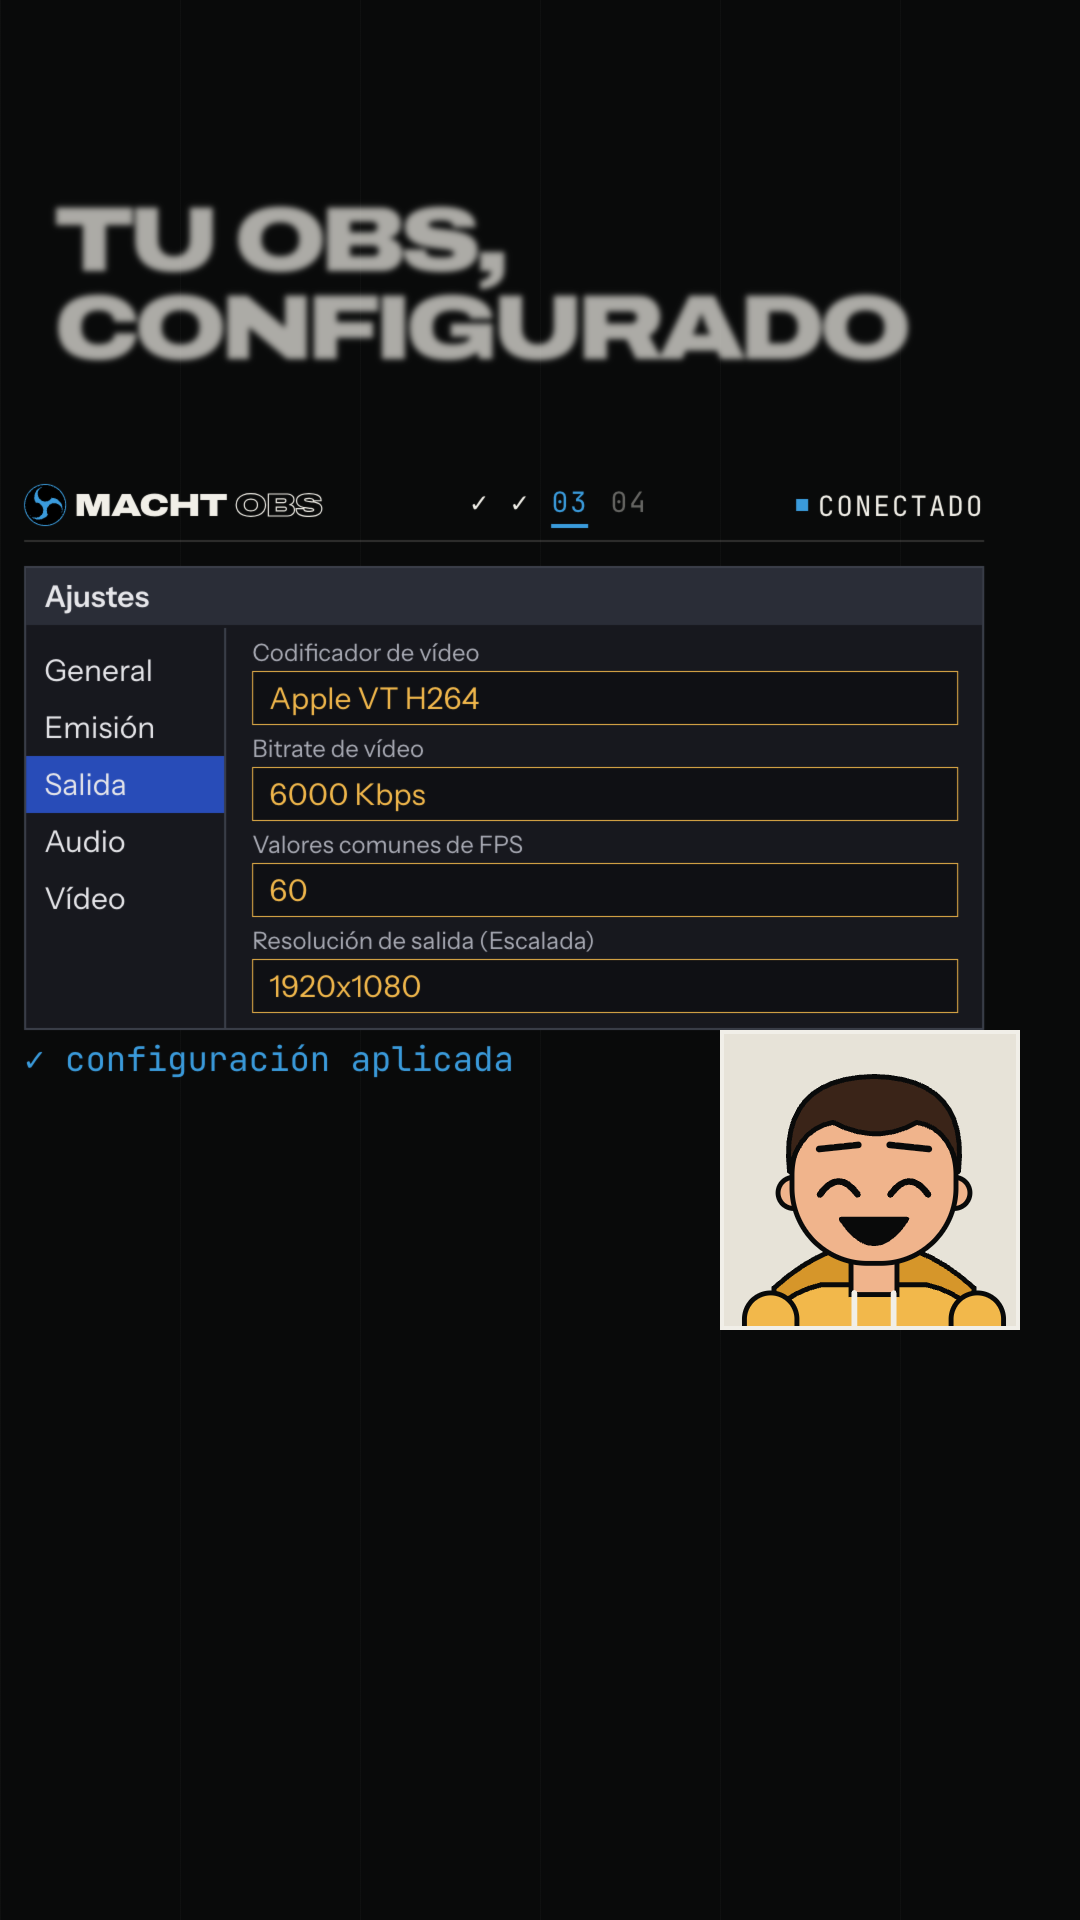 TU OBS,
CONFIGURADO
MACHT OBS
✓ ✓ 03 04
CONECTADO
Ajustes
General
Emisión
Salida
Audio
Vídeo
Codificador de vídeo
Apple VT H264
Bitrate de vídeo
6000 Kbps
Valores comunes de FPS
60
Resolución de salida (Escalada)
1920x1080
✓ configuración aplicada